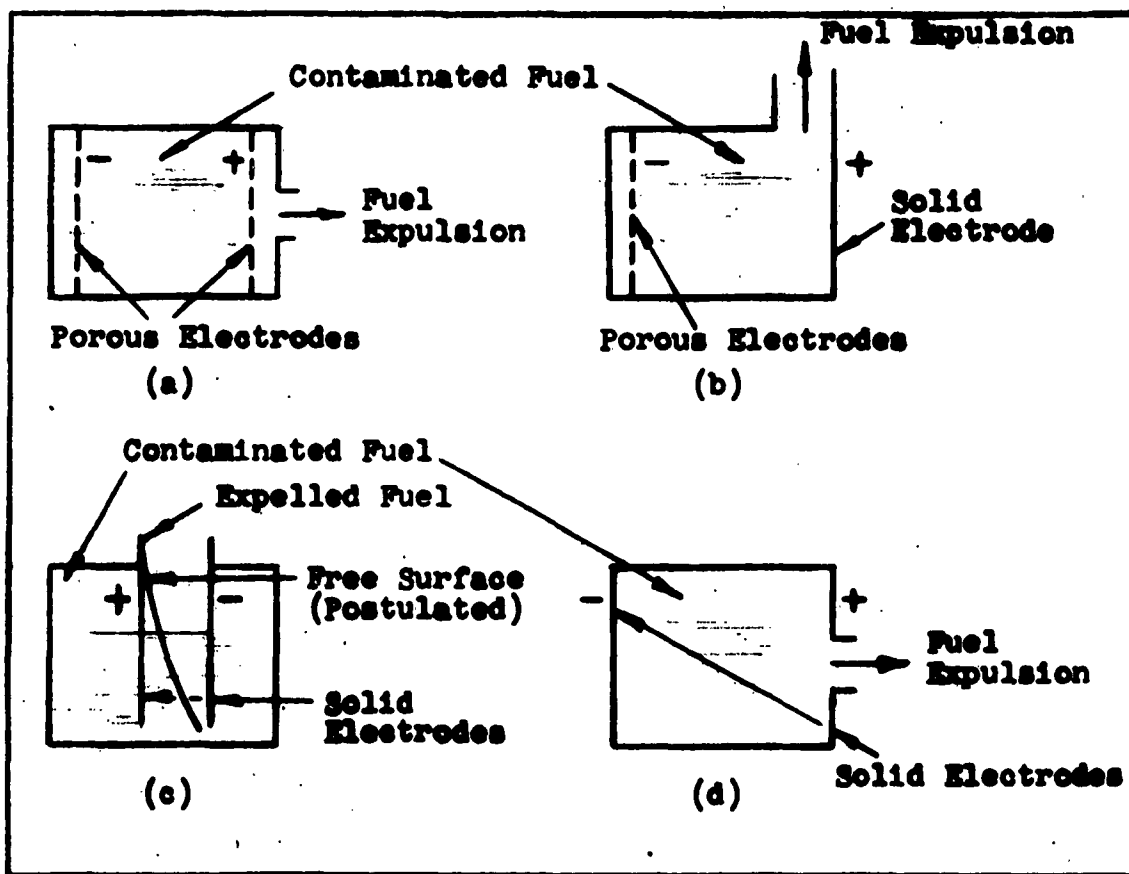 Fuel Expulsion
Contaminated Fuel
- +
Fuel
Expulsion
Porous Electrodes
(a)
- +
Solid
Electrode
Porous Electrodes
(b)
Contaminated Fuel
Expelled Fuel
+ -
Free Surface
(Postulated)
Solid
Electrodes
(c)
- +
Fuel
Expulsion
Solid Electrodes
(d)